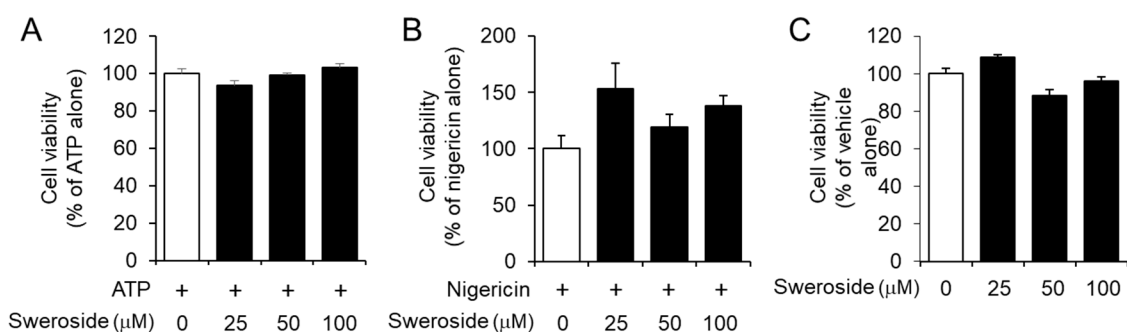 A
Cell viability
(% of ATP alone)
120
100
80
60
40
20
0
ATP + + + +
Sweroside (μM) 0 25 50 100
B
Cell viability
(% of nigericin alone)
200
150
100
50
0
Nigericin + + + +
Sweroside (μM) 0 25 50 100
C
Cell viability
(% of vehicle
alone)
120
100
80
60
40
20
0
Sweroside (μM) 0 25 50 100